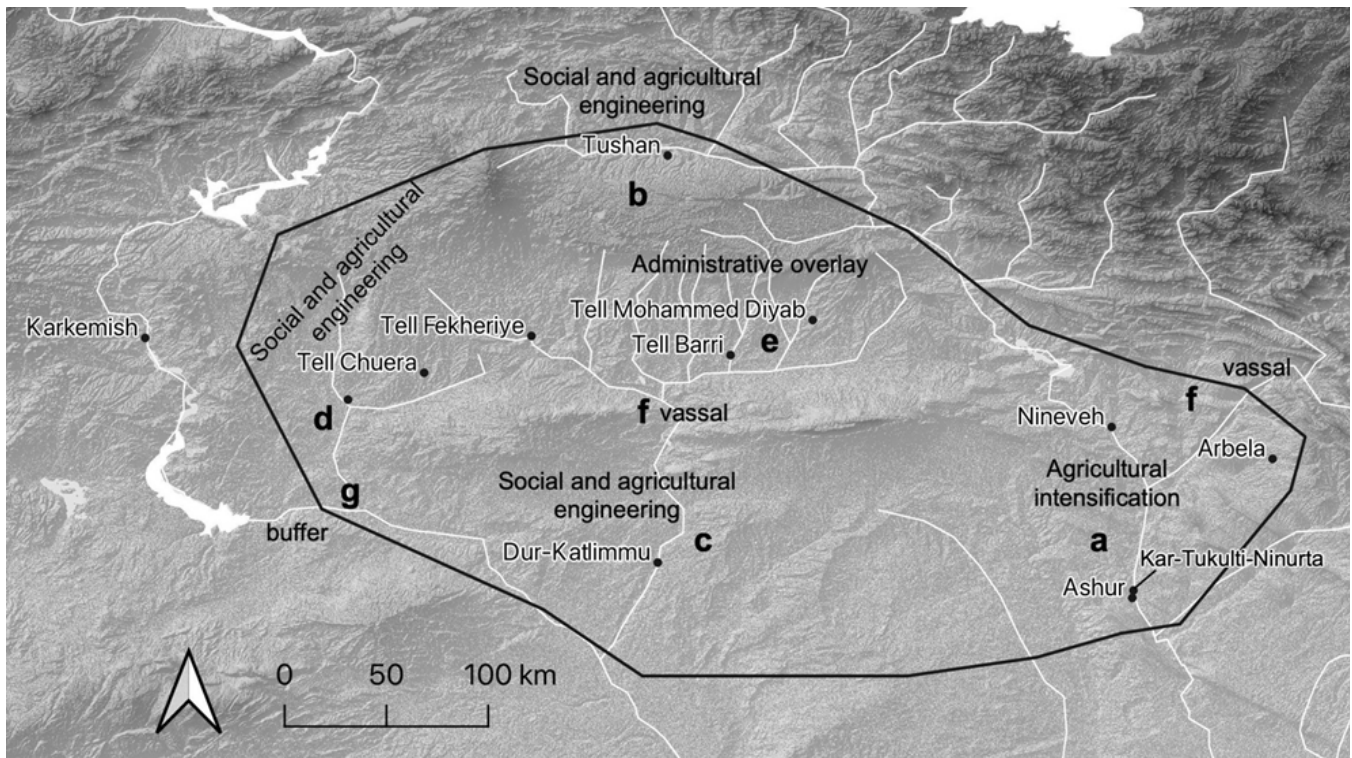 Social and agricultural
engineering
Tushan
b
Social and agricultural
engineering
Administrative overlay
Tell Mohammed Diyab
Tell Fekheriye
Karkemish
Tell Barri
e
Tell Chuera
vassal
d
f vassal
f
Nineveh
Arbela
Social and agricultural
engineering
Agricultural
intensification
g
buffer
c
a
Dur-Katlimmu
Kar-Tukulti-Ninurta
Ashur
0 50 100 km